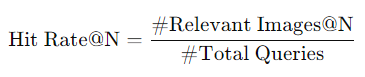 Hit Rate@N = #Relevant Images@N / #Total Queries